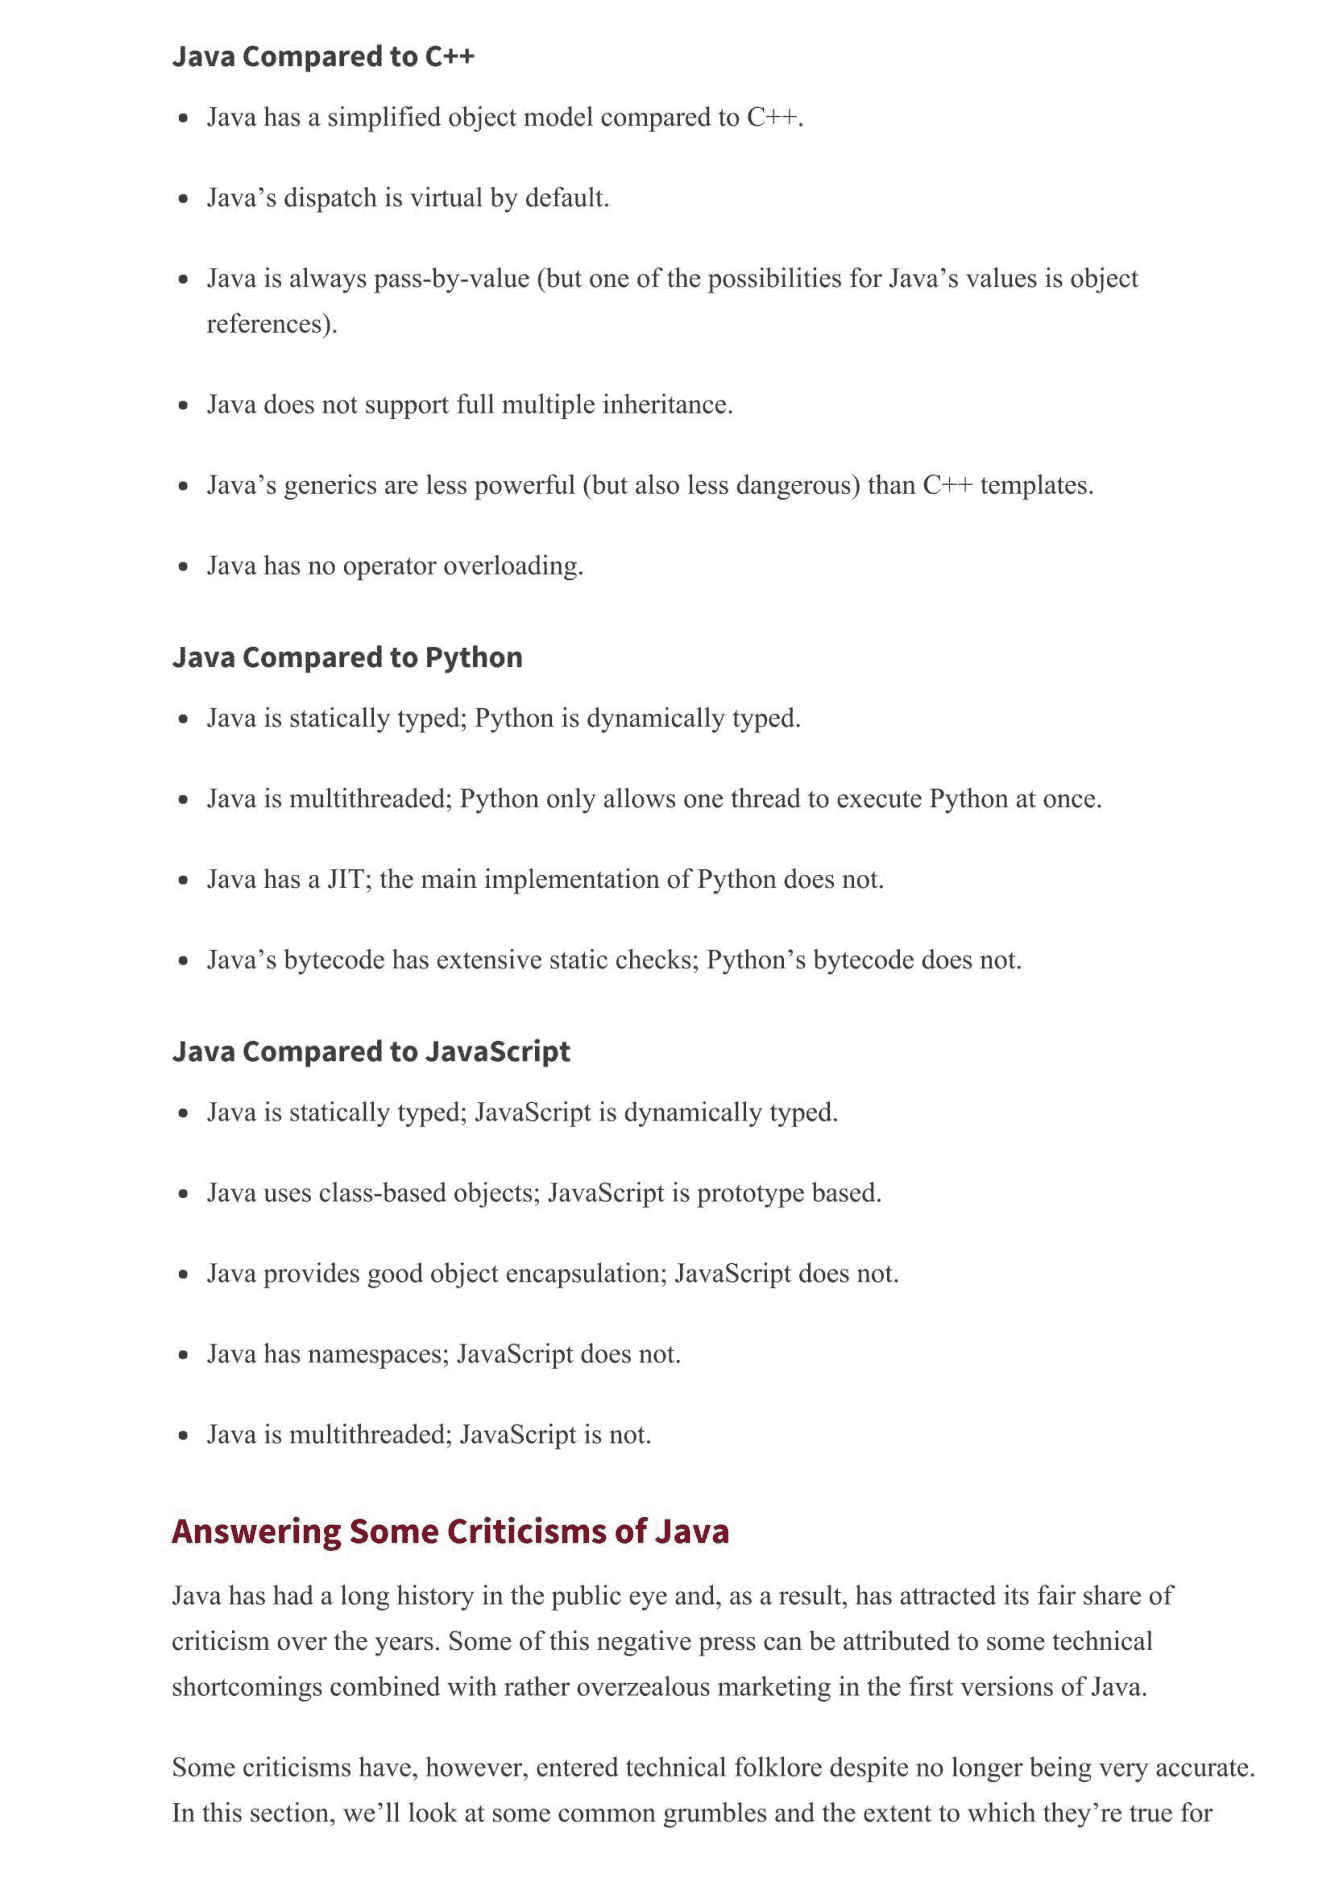 Java Compared to C++
• Java has a simplified object model compared to C++.
• Java’s dispatch is virtual by default.
• Java is always pass-by-value (but one of the possibilities for Java’s values is object
references).
• Java does not support full multiple inheritance.
• Java’s generics are less powerful (but also less dangerous) than C++ templates.
• Java has no operator overloading.
Java Compared to Python
• Java is statically typed; Python is dynamically typed.
• Java is multithreaded; Python only allows one thread to execute Python at once.
• Java has a JIT; the main implementation of Python does not.
• Java’s bytecode has extensive static checks; Python’s bytecode does not.
Java Compared to JavaScript
• Java is statically typed; JavaScript is dynamically typed.
• Java uses class-based objects; JavaScript is prototype based.
• Java provides good object encapsulation; JavaScript does not.
• Java has namespaces; JavaScript does not.
• Java is multithreaded; JavaScript is not.
Answering Some Criticisms of Java
Java has had a long history in the public eye and, as a result, has attracted its fair share of
criticism over the years. Some of this negative press can be attributed to some technical
shortcomings combined with rather overzealous marketing in the first versions of Java.
Some criticisms have, however, entered technical folklore despite no longer being very accurate.
In this section, we’ll look at some common grumbles and the extent to which they’re true for